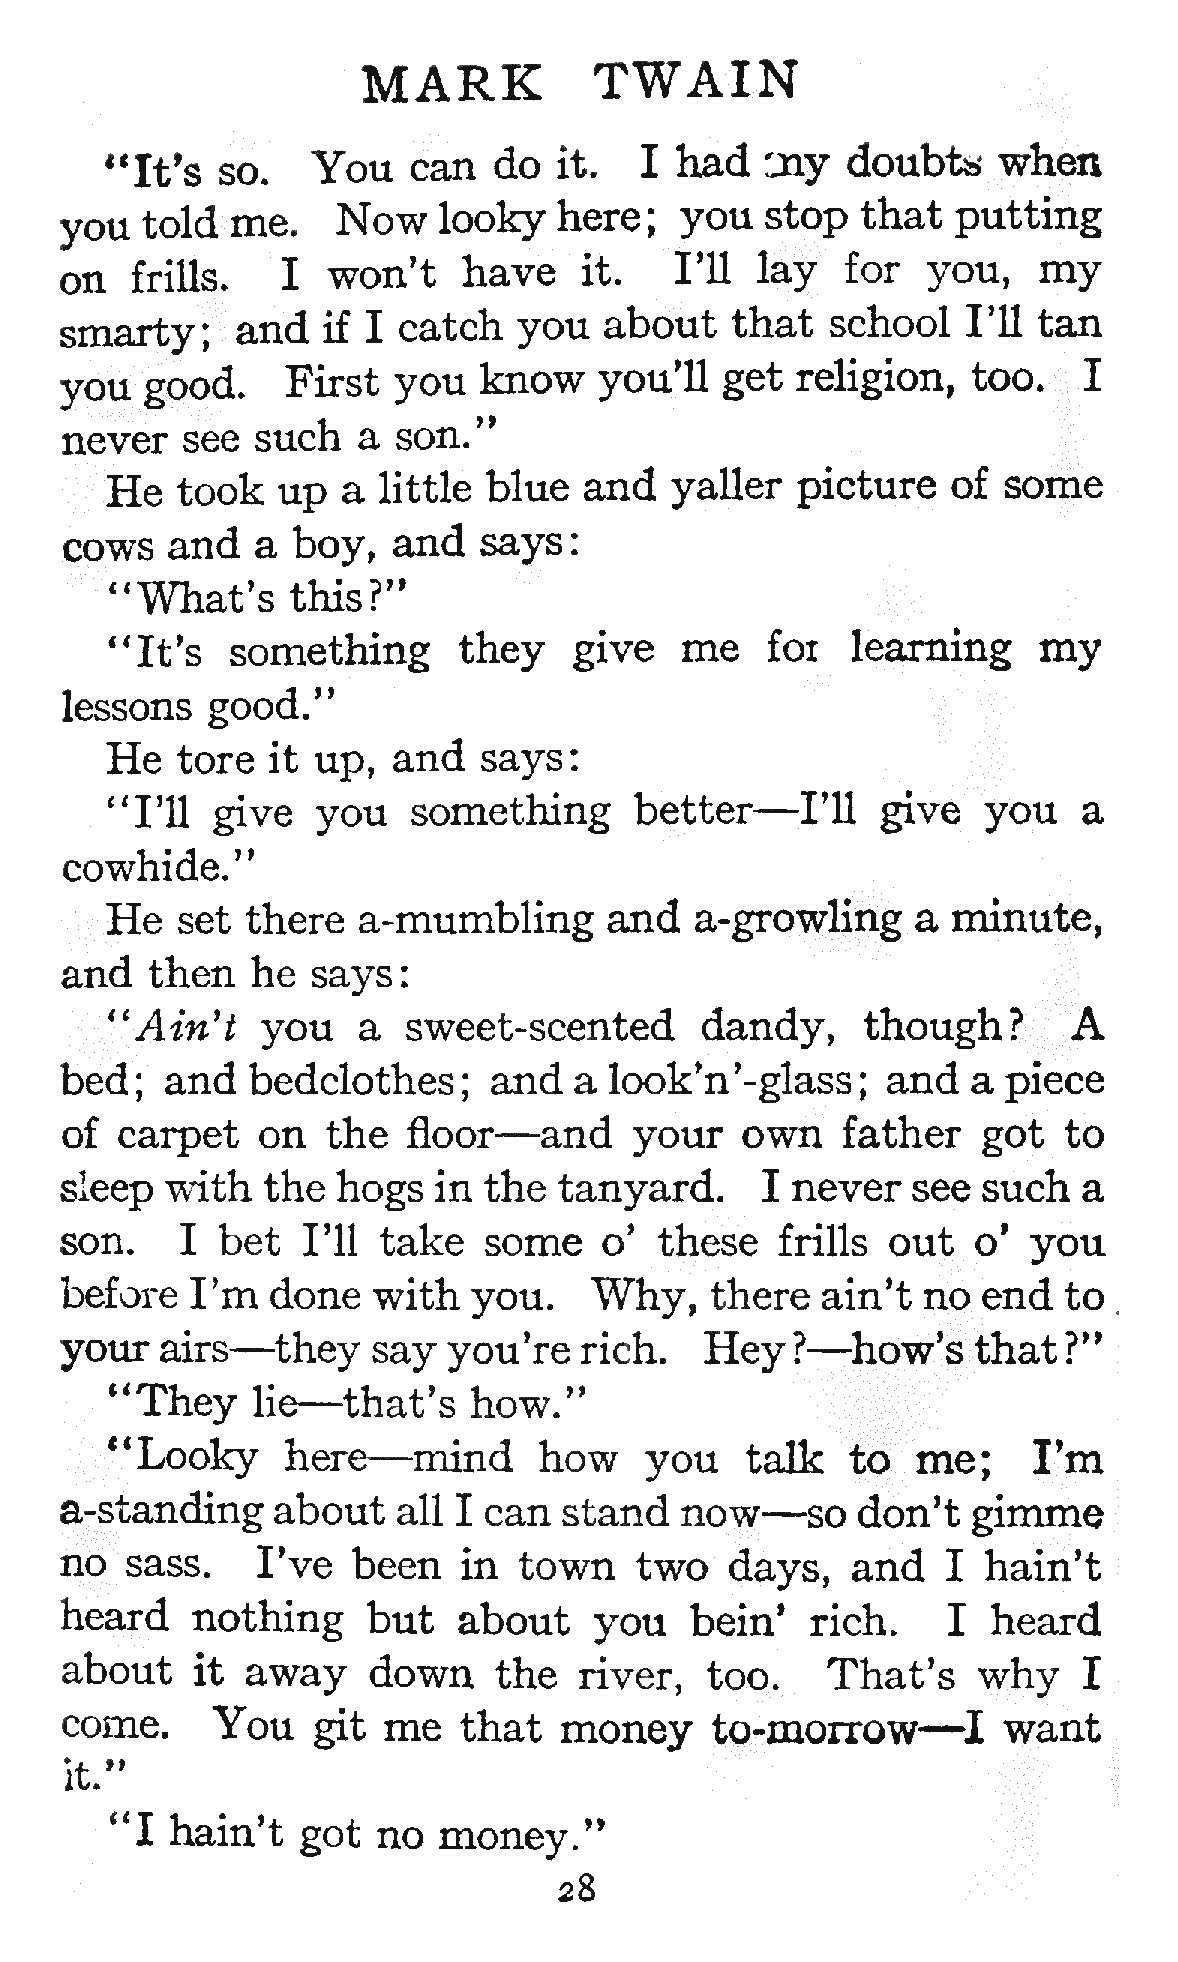 MARK TWAIN
“It’s so. You can do it. I had my doubts when
you told me. Now looky here; you stop that putting
on frills. I won’t have it. I’ll lay for you, my
smarty; and if I catch you about that school I’ll tan
you good. First you know you’ll get religion, too. I
never see such a son.”
He took up a little blue and yaller picture of some
cows and a boy, and says:
“What’s this?”
“It’s something they give me for learning my
lessons good.”
He tore it up, and says:
“I’ll give you something better—I’ll give you a
cowhide.”
He set there a-mumbling and a-growling a minute,
and then he says:
“Ain’t you a sweet-scented dandy, though? A
bed; and bedclothes; and a look’n’-glass; and a piece
of carpet on the floor—and your own father got to
sleep with the hogs in the tanyard. I never see such a
son. I bet I’ll take some o’ these frills out o’ you
before I’m done with you. Why, there ain’t no end to
your airs—they say you’re rich. Hey?—how’s that?”
“They lie—that’s how.”
“Looky here—mind how you talk to me; I’m
a-standing about all I can stand now—so don’t gimme
no sass. I’ve been in town two days, and I hain’t
heard nothing but about you bein’ rich. I heard
about it away down the river, too. That’s why I
come. You git me that money to-morrow—I want
it.”
“I hain’t got no money.”
28